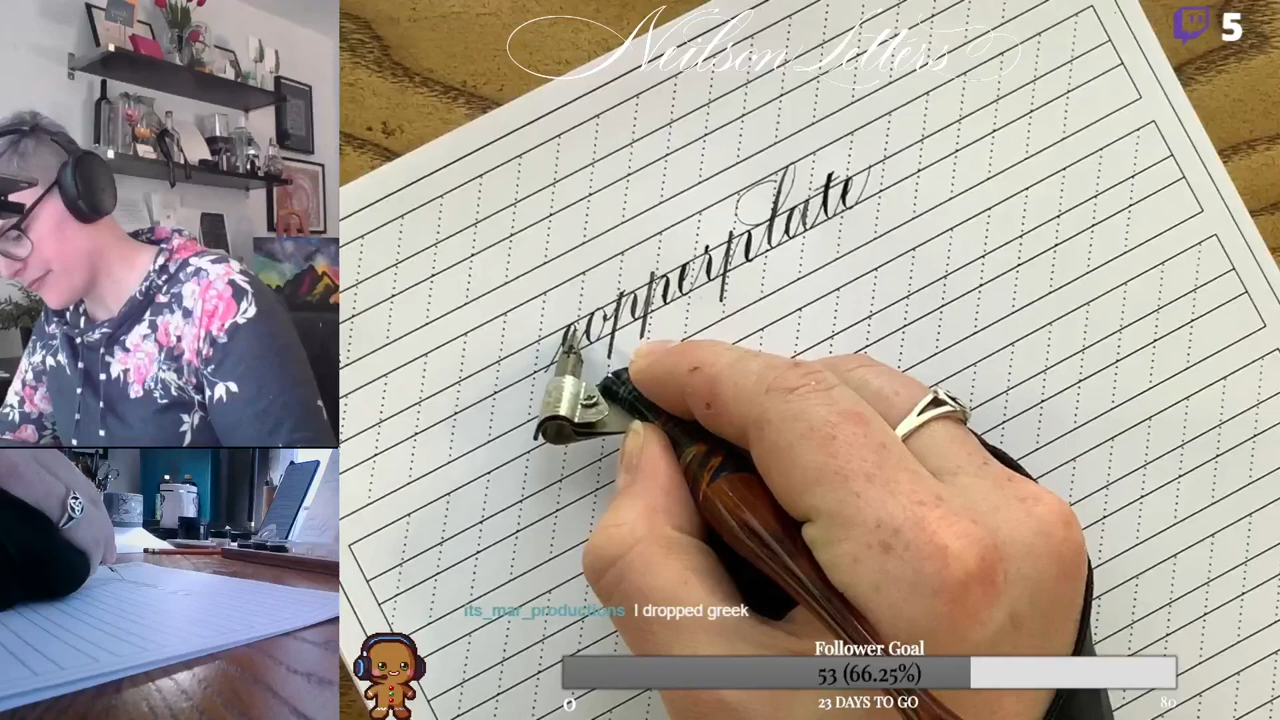 Neilson Letters
5
copperplate
its_mar_productions I dropped greek
Follower Goal
53 (66.25%)
0 23 DAYS TO GO 80